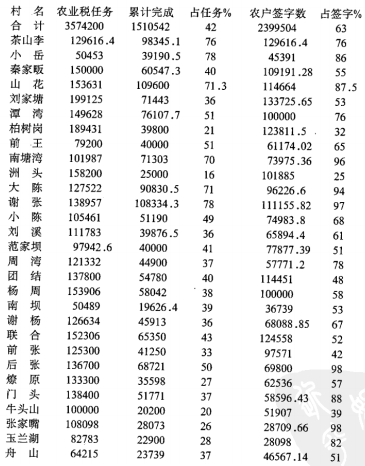 村 名 农业税任务 累计完成 占任务% 农户签字数 占签字%
合 计 3574200 1510542 42 2399504 63
茶山李 129616.4 98345.1 76 129616.4 76
小 岳 50453 39190.5 78 45391 86
秦家畈 150000 60547.3 40 109191.28 55
山 花 153631 109600 71.3 114664 87.5
刘家塘 199125 71443 36 133725.65 53
潭 湾 149628 76107.7 51 100000 76
柏树岗 189431 39800 21 123811.5 32
前 王 79200 40000 51 61174.02 65
南塘湾 101987 71303 70 73975.36 96
洲 头 158200 25000 16 101885 25
大 陈 127522 90830.5 71 96226.6 94
谢 张 138957 108334.3 78 111155.82 97
小 陈 105461 51190 49 74983.8 68
刘 溪 111783 39876.5 36 65894.4 61
范家坝 97942.6 40000 41 77877.39 51
周 湾 121332 44900 37 57771.2 78
团 结 137800 54780 40 114451 48
杨 周 153906 58042 38 100000 58
南 坝 50489 19626.4 39 36739 53
谢 杨 126634 45913 36 68088.85 67
联 合 152306 65350 43 124558 52
前 张 125300 41250 33 97571 42
后 张 136700 68721 50 69800 98
燎 原 133300 35598 27 62536 57
门 头 138400 51771 37 58596.43 88
牛头山 100000 20200 20 51907 39
张家嘴 108098 28073 26 28709.66 98
玉兰湖 82783 22900 28 28098 82
舟 山 64215 23739 37 46567.14 51